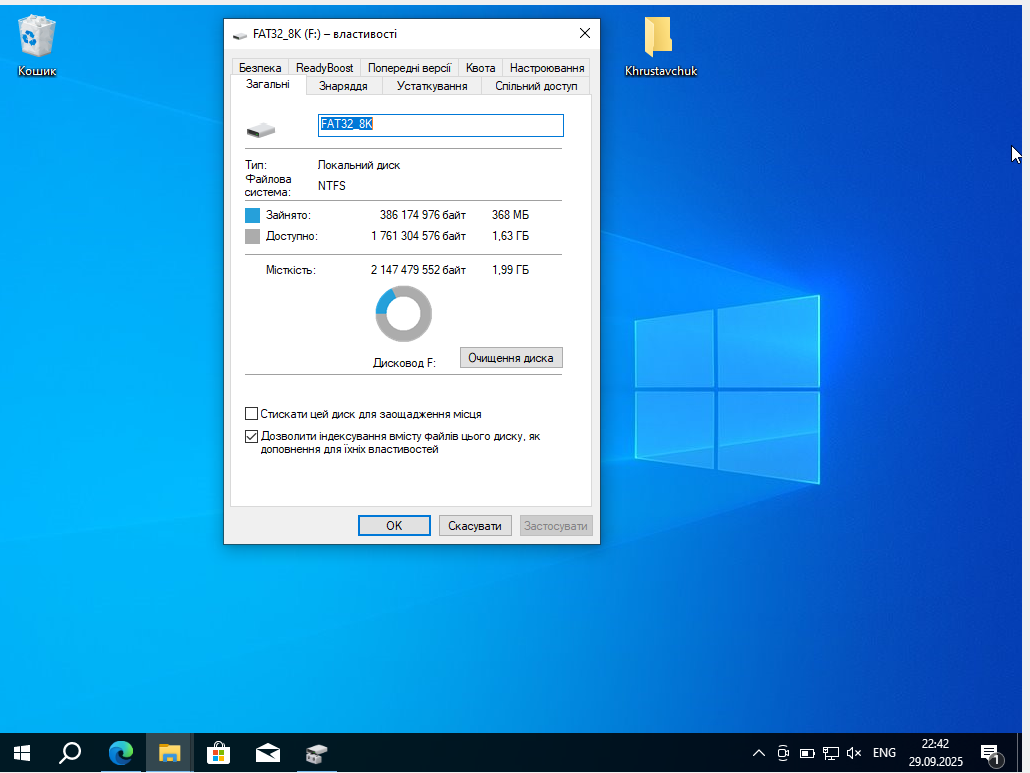 Кошик
Khrustavchuk
FAT32_8K (F:) – властивості
Безпека ReadyBoost Попередні версії Квота Настроювання
Загальні Знаряддя Устаткування Спільний доступ
FAT32_8K
Тип: Локальний диск
Файлова
система: NTFS
Зайнято: 386 174 976 байт 368 МБ
Доступно: 1 761 304 576 байт 1,63 ГБ
Місткість: 2 147 479 552 байт 1,99 ГБ
Дисковод F: Очищення диска
Стискати цей диск для заощадження місця
Дозволити індексування вмісту файлів цього диску, як
доповнення для їхніх властивостей
OK Скасувати Застосувати
ENG
22:42
29.09.2025
1